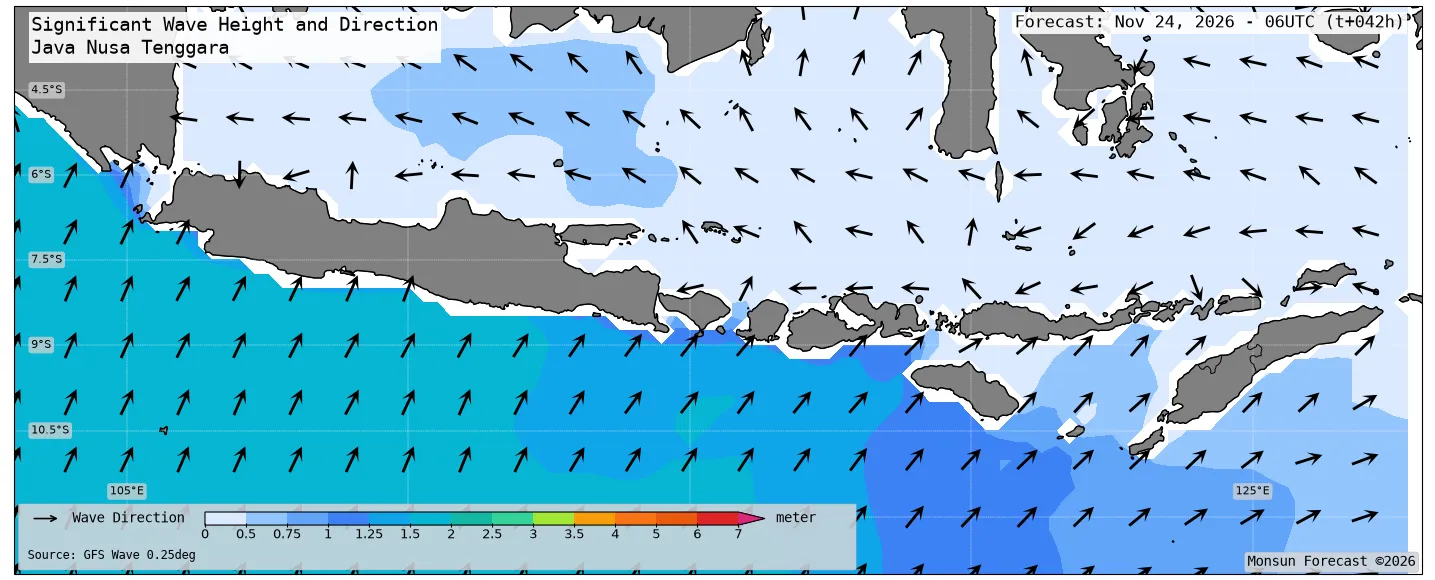 Significant Wave Height and Direction
Java Nusa Tenggara
Forecast: Nov 24, 2026 - 06UTC (t+042h)
4.5°S
6°S
7.5°S
9°S
10.5°S
105°E
125°E
Wave Direction
0 0.5 0.75 1 1.25 1.5 2 2.5 3 3.5 4 5 6 7
meter
Source: GFS Wave 0.25deg
Monsun Forecast ©2026